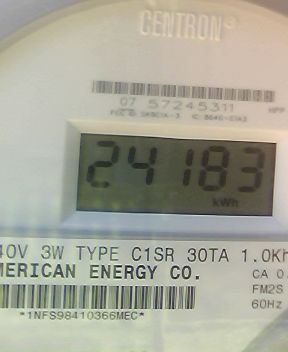 CENTRON®
07 57245311
24183
kWh
40V 3W TYPE C1SR 30TA 1.0Kh
MERICAN ENERGY CO.
CA 0.
FM2S
60Hz
*1NFS98410366MEC*